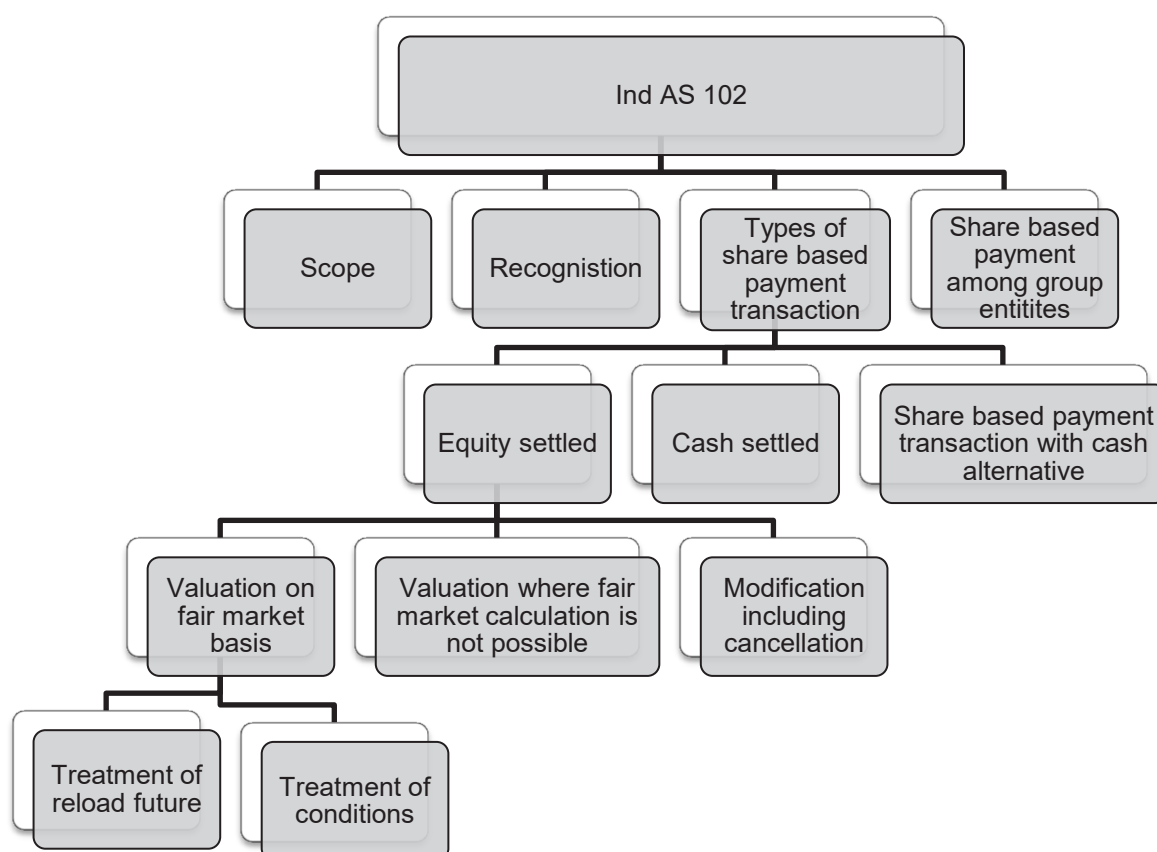 Ind AS 102
Scope
Recognistion
Types of
share based
payment
transaction
Share based
payment
among group
entitites
Equity settled
Cash settled
Share based payment
transaction with cash
alternative
Valuation on
fair market
basis
Valuation where fair
market calculation is
not possible
Modification
including
cancellation
Treatment of
reload future
Treatment of
conditions